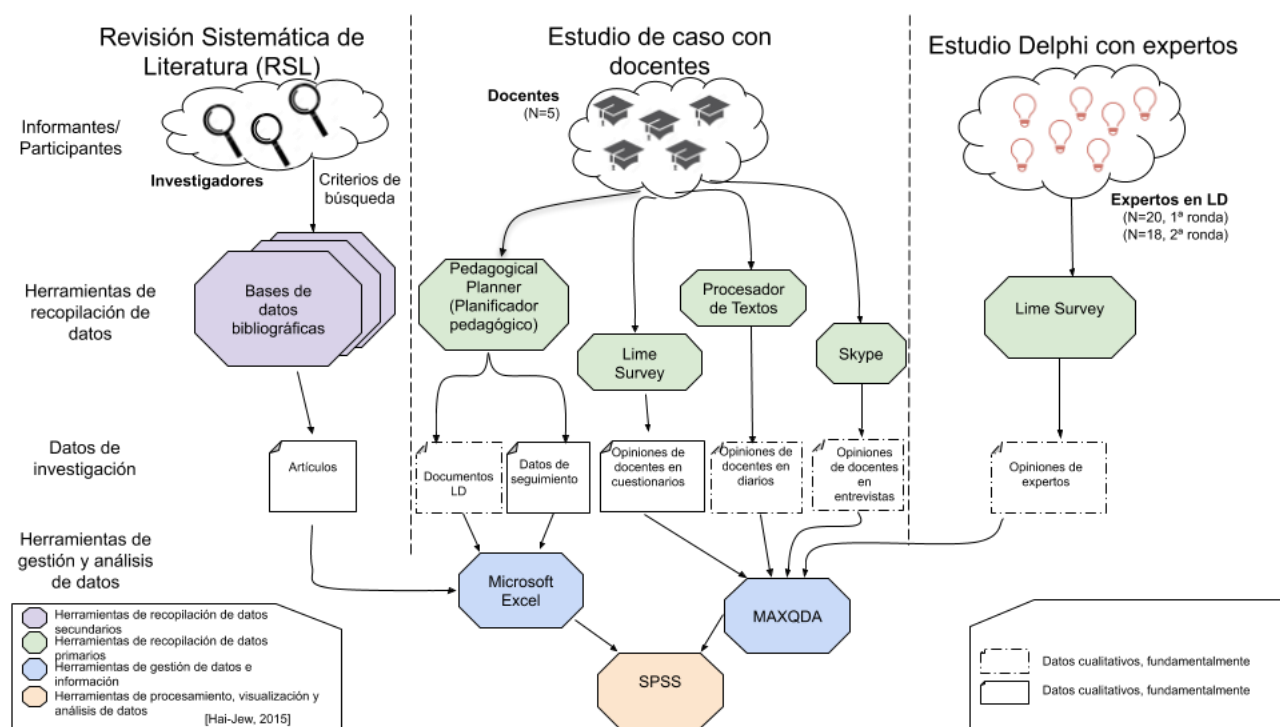 Revisión Sistemática de
Literatura (RSL)
Estudio de caso con
docentes
Estudio Delphi con expertos
Informantes/
Participantes
Investigadores
Criterios de
búsqueda
Docentes
(N=5)
Expertos en LD
(N=20, 1ª ronda)
(N=18, 2ª ronda)
Herramientas de
recopilación de
datos
Bases de
datos
bibliográficas
Pedagogical
Planner
(Planificador
pedagógico)
Lime
Survey
Procesador
de Textos
Skype
Lime Survey
Datos de
investigación
Artículos
Documentos
LD
Datos de
seguimiento
Opiniones de
docentes en
cuestionarios
Opiniones de
docentes en
diarios
Opiniones
de docentes
en
entrevistas
Opiniones de
expertos
Herramientas de
gestión y análisis
de datos
Microsoft
Excel
MAXQDA
SPSS
Herramientas de recopilación de datos
secundarios
Herramientas de recopilación de datos
primarios
Herramientas de gestión de datos e
información
Herramientas de procesamiento, visualización y
análisis de datos
[Hai-Jew, 2015]
Datos cualitativos, fundamentalmente
Datos cualitativos, fundamentalmente